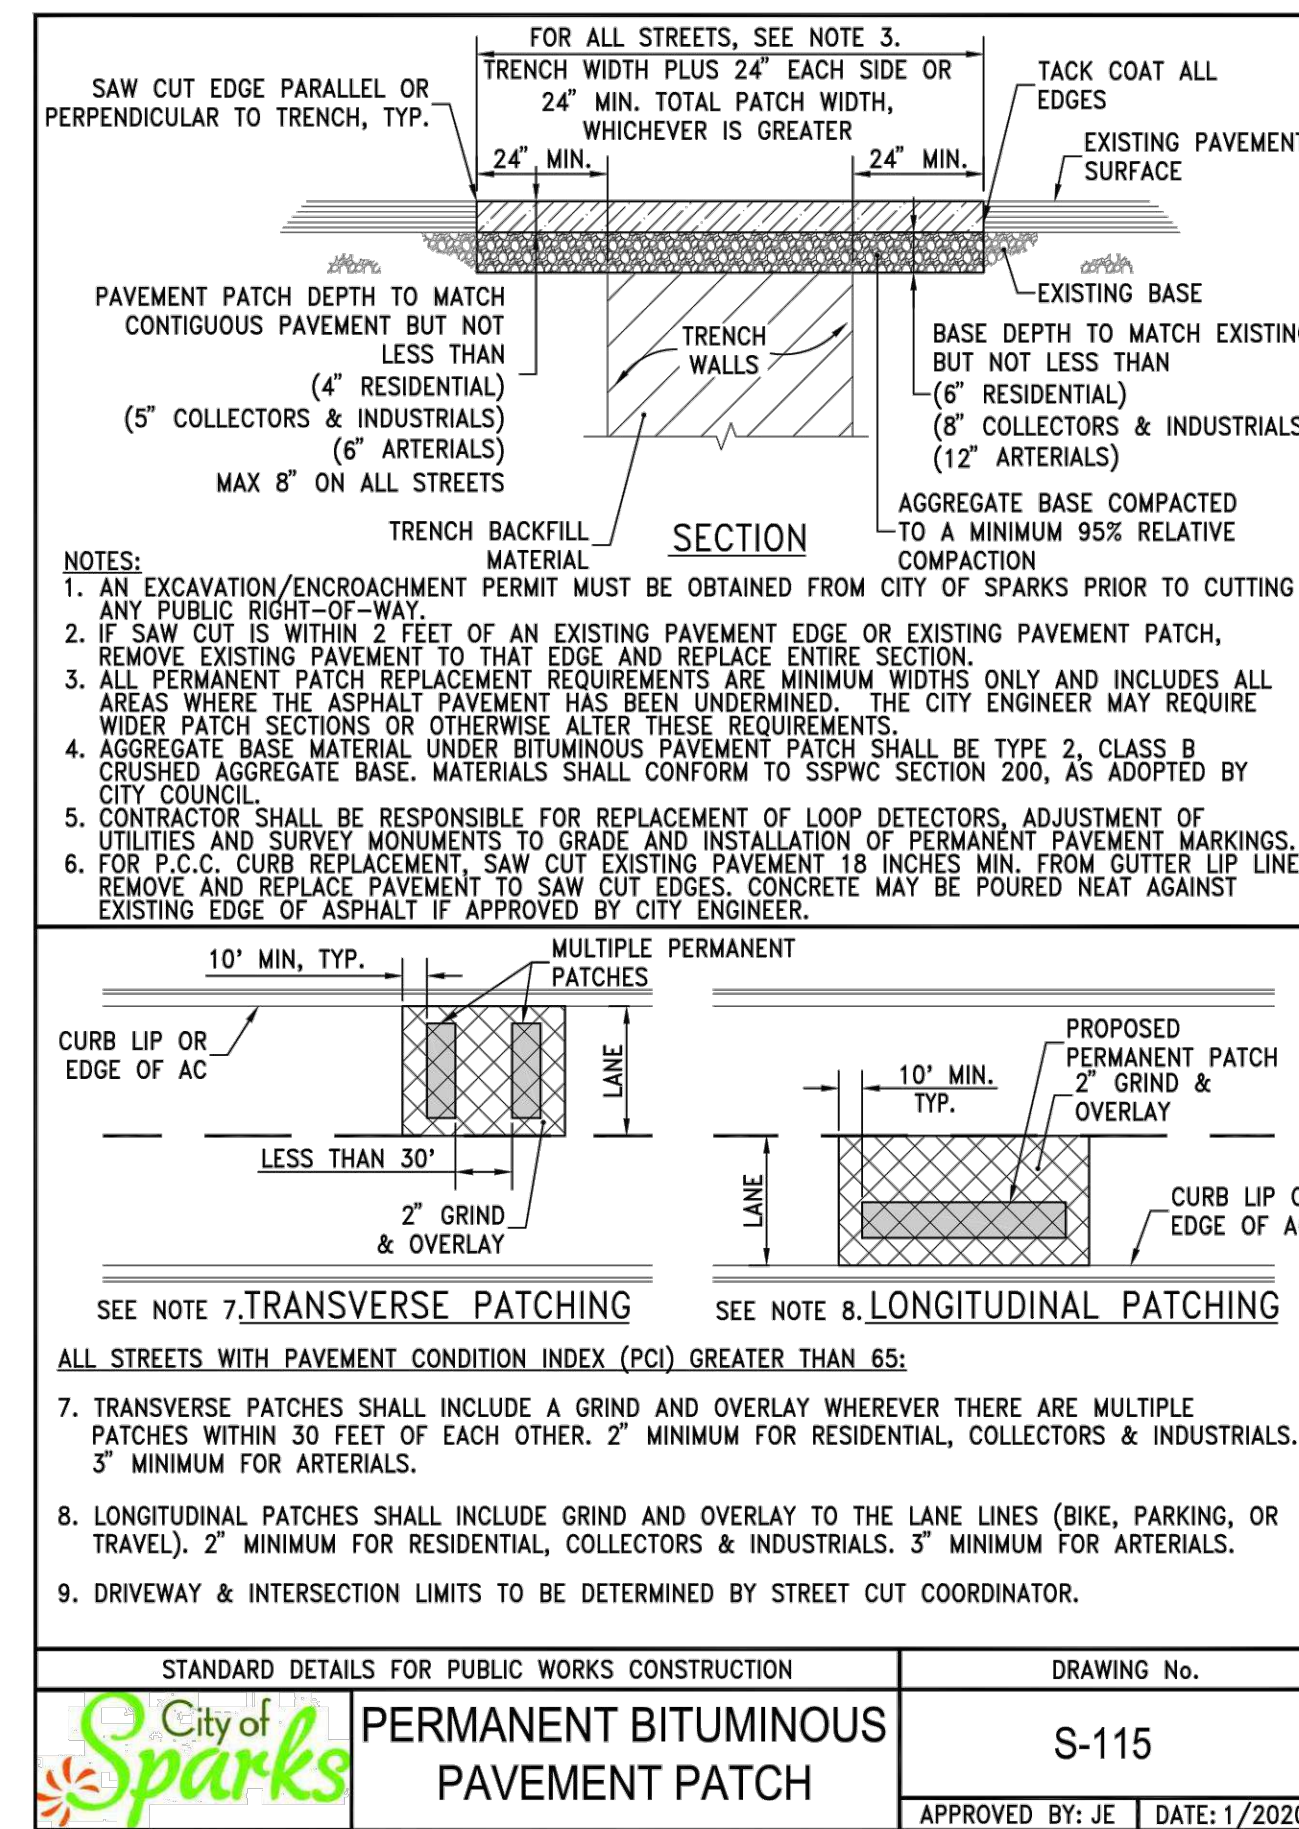 FOR ALL STREETS, SEE NOTE 3.
TRENCH WIDTH PLUS 24" EACH SIDE OR
24" MIN. TOTAL PATCH WIDTH,
WHICHEVER IS GREATER
SAW CUT EDGE PARALLEL OR
PERPENDICULAR TO TRENCH, TYP.
TACK COAT ALL
EDGES
24" MIN.
24" MIN.
EXISTING PAVEMENT
SURFACE
EXISTING BASE
PAVEMENT PATCH DEPTH TO MATCH
CONTIGUOUS PAVEMENT BUT NOT
LESS THAN
(4" RESIDENTIAL)
(5" COLLECTORS & INDUSTRIALS)
(6" ARTERIALS)
MAX 8" ON ALL STREETS
TRENCH
WALLS
BASE DEPTH TO MATCH EXISTING
BUT NOT LESS THAN
(6" RESIDENTIAL)
(8" COLLECTORS & INDUSTRIALS
(12" ARTERIALS)
TRENCH BACKFILL
MATERIAL
SECTION
AGGREGATE BASE COMPACTED
TO A MINIMUM 95% RELATIVE
COMPACTION
NOTES:
1. AN EXCAVATION/ENCROACHMENT PERMIT MUST BE OBTAINED FROM CITY OF SPARKS PRIOR TO CUTTING
ANY PUBLIC RIGHT-OF-WAY.
2. IF SAW CUT IS WITHIN 2 FEET OF AN EXISTING PAVEMENT EDGE OR EXISTING PAVEMENT PATCH,
REMOVE EXISTING PAVEMENT TO THAT EDGE AND REPLACE ENTIRE SECTION.
3. ALL PERMANENT PATCH REPLACEMENT REQUIREMENTS ARE MINIMUM WIDTHS ONLY AND INCLUDES ALL
AREAS WHERE THE ASPHALT PAVEMENT HAS BEEN UNDERMINED. THE CITY ENGINEER MAY REQUIRE
WIDER PATCH SECTIONS OR OTHERWISE ALTER THESE REQUIREMENTS.
4. AGGREGATE BASE MATERIAL UNDER BITUMINOUS PAVEMENT PATCH SHALL BE TYPE 2, CLASS B
CRUSHED AGGREGATE BASE. MATERIALS SHALL CONFORM TO SSPWC SECTION 200, AS ADOPTED BY
CITY COUNCIL.
5. CONTRACTOR SHALL BE RESPONSIBLE FOR REPLACEMENT OF LOOP DETECTORS, ADJUSTMENT OF
UTILITIES AND SURVEY MONUMENTS TO GRADE AND INSTALLATION OF PERMANENT PAVEMENT MARKINGS.
6. FOR P.C.C. CURB REPLACEMENT, SAW CUT EXISTING PAVEMENT 18 INCHES MIN. FROM GUTTER LIP LINE
REMOVE AND REPLACE PAVEMENT TO SAW CUT EDGES. CONCRETE MAY BE POURED NEAT AGAINST
EXISTING EDGE OF ASPHALT IF APPROVED BY CITY ENGINEER.
10' MIN, TYP.
MULTIPLE PERMANENT
PATCHES
CURB LIP OR
EDGE OF AC
LANE
LESS THAN 30'
2" GRIND
& OVERLAY
SEE NOTE 7. TRANSVERSE PATCHING
PROPOSED
PERMANENT PATCH
2" GRIND &
OVERLAY
10' MIN.
TYP.
LANE
CURB LIP O
EDGE OF A
SEE NOTE 8. LONGITUDINAL PATCHING
ALL STREETS WITH PAVEMENT CONDITION INDEX (PCI) GREATER THAN 65:
7. TRANSVERSE PATCHES SHALL INCLUDE A GRIND AND OVERLAY WHEREVER THERE ARE MULTIPLE
PATCHES WITHIN 30 FEET OF EACH OTHER. 2" MINIMUM FOR RESIDENTIAL, COLLECTORS & INDUSTRIALS.
3" MINIMUM FOR ARTERIALS.
8. LONGITUDINAL PATCHES SHALL INCLUDE GRIND AND OVERLAY TO THE LANE LINES (BIKE, PARKING, OR
TRAVEL). 2" MINIMUM FOR RESIDENTIAL, COLLECTORS & INDUSTRIALS. 3" MINIMUM FOR ARTERIALS.
9. DRIVEWAY & INTERSECTION LIMITS TO BE DETERMINED BY STREET CUT COORDINATOR.
STANDARD DETAILS FOR PUBLIC WORKS CONSTRUCTION
DRAWING No.
City of
Sparks
PERMANENT BITUMINOUS
PAVEMENT PATCH
S-115
APPROVED BY: JE
DATE: 1/2020